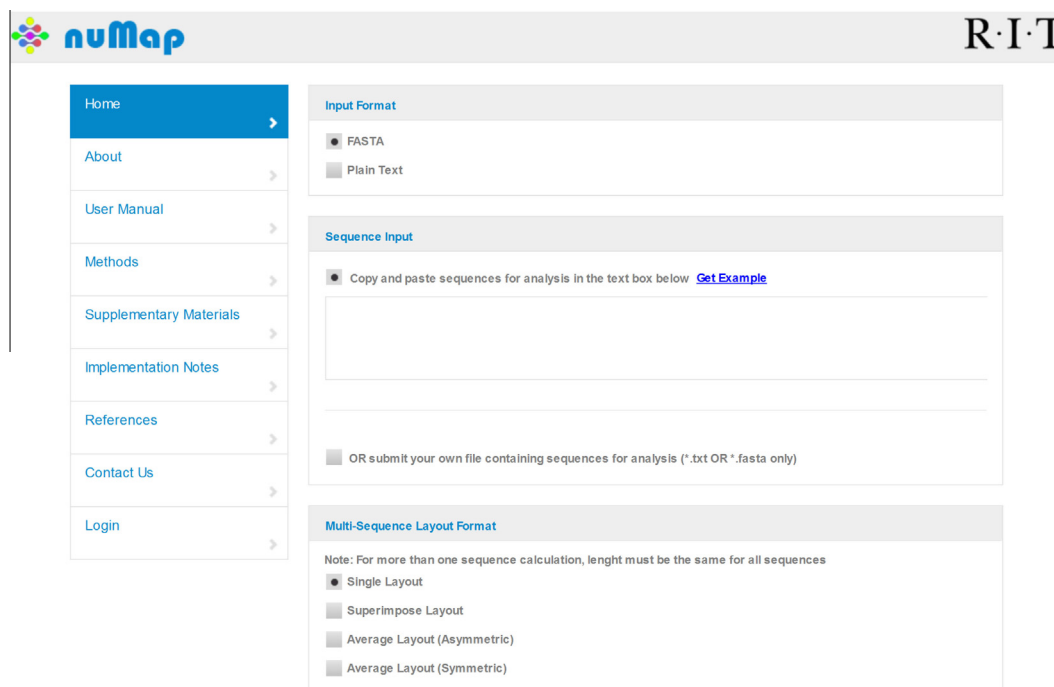 nuMap
R·I·T
Home
About
User Manual
Methods
Supplementary Materials
Implementation Notes
References
Contact Us
Login
Input Format
FASTA
Plain Text
Sequence Input
Copy and paste sequences for analysis in the text box below Get Example
OR submit your own file containing sequences for analysis (*.txt OR *.fasta only)
Multi-Sequence Layout Format
Note: For more than one sequence calculation, lenght must be the same for all sequences
Single Layout
Superimpose Layout
Average Layout (Asymmetric)
Average Layout (Symmetric)